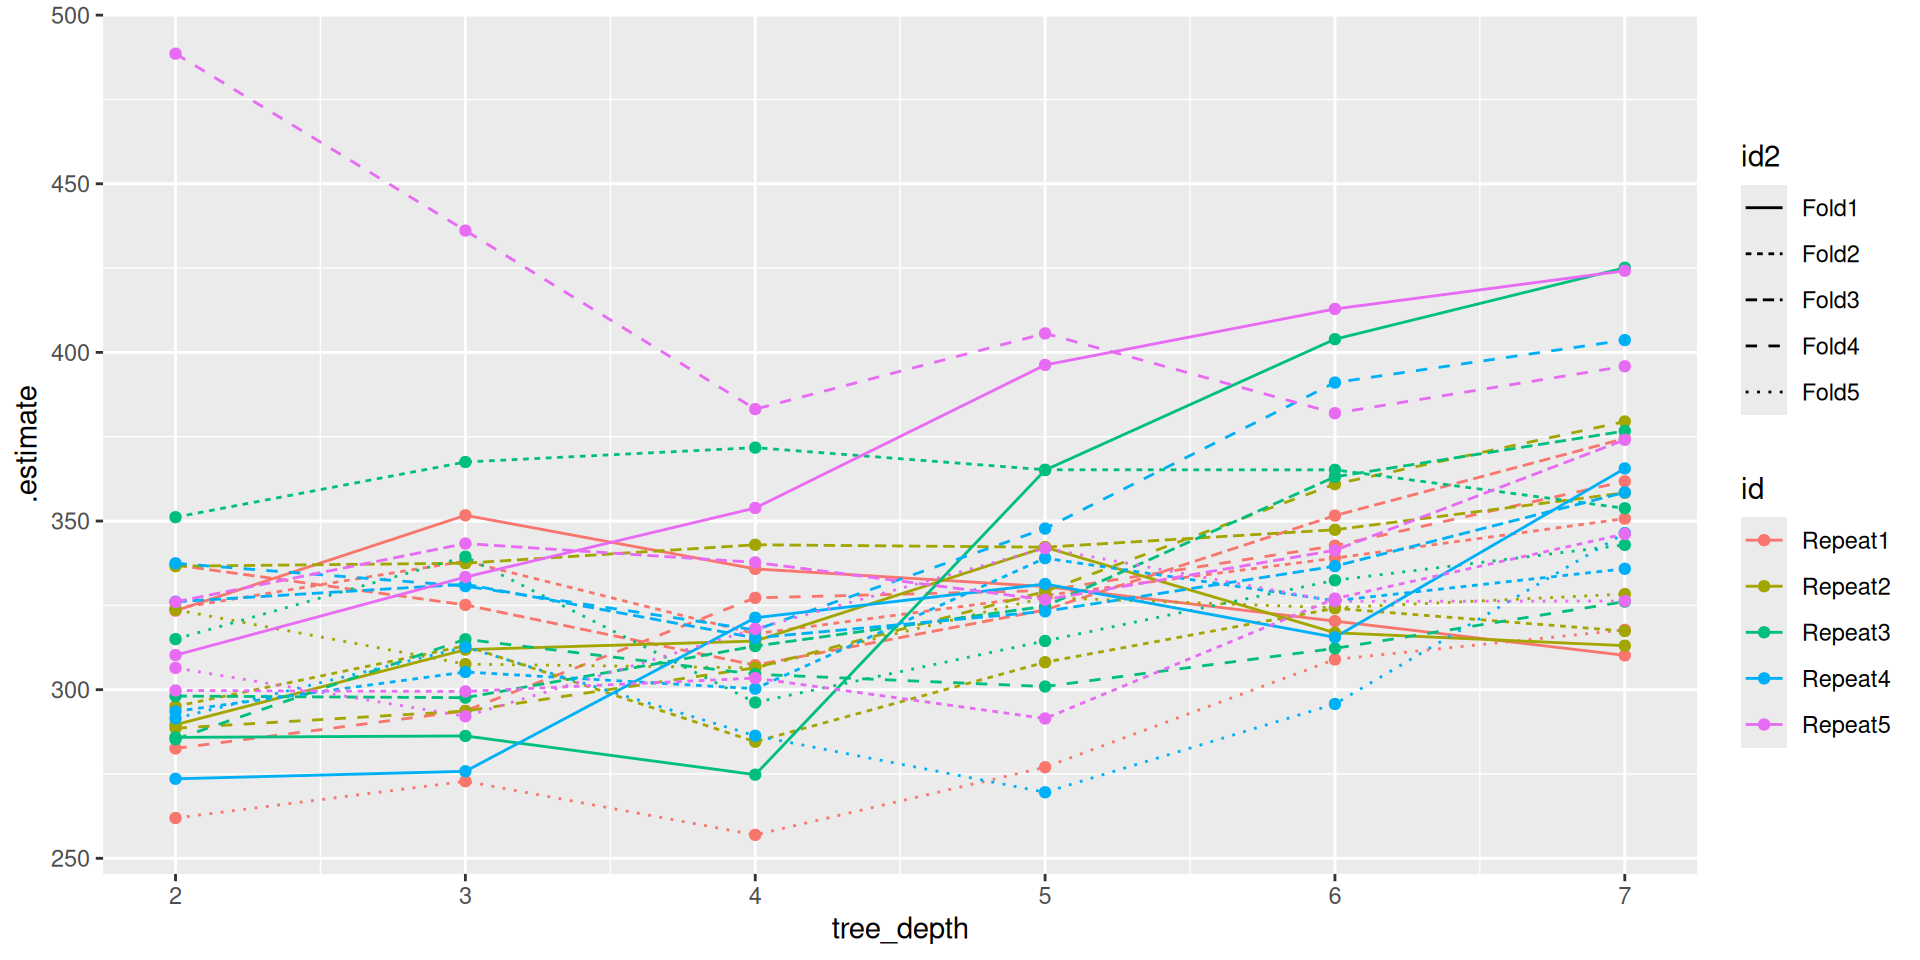 500
450
400
350
300
250
2 3 4 5 6 7
tree_depth
.estimate
id2
Fold1
Fold2
Fold3
Fold4
Fold5
id
Repeat1
Repeat2
Repeat3
Repeat4
Repeat5